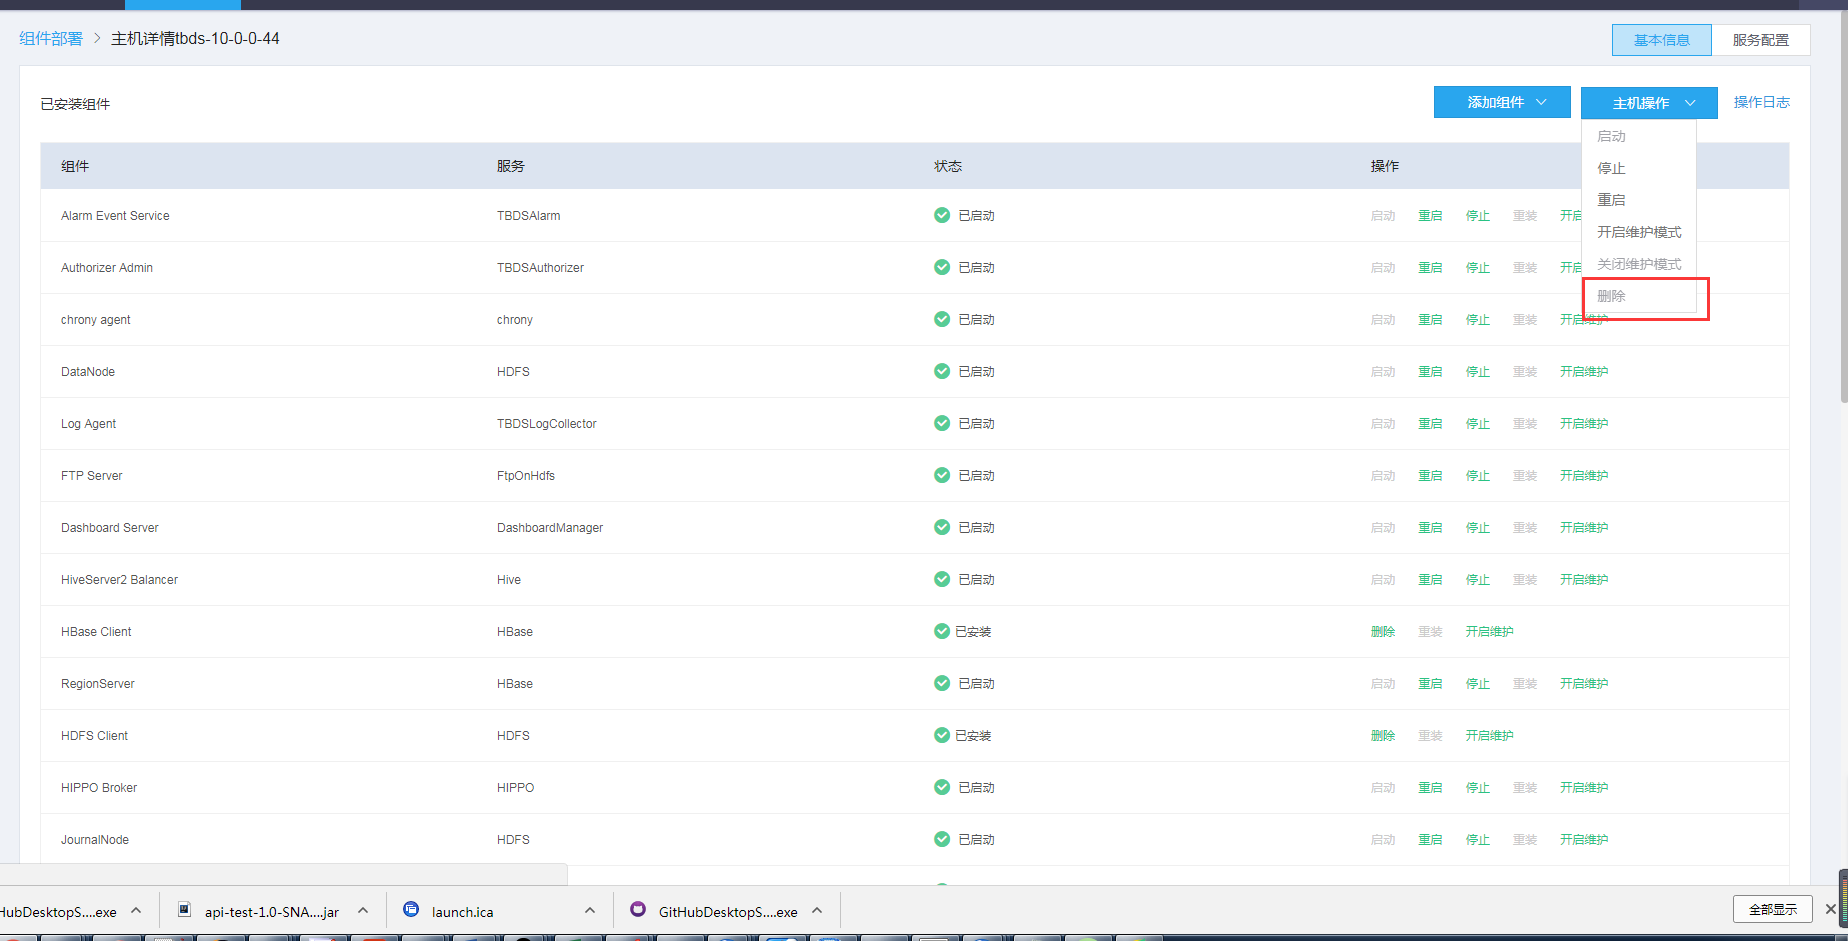 组件部署 > 主机详情tbds-10-0-0-44
基本信息 服务配置
已安装组件
添加组件 主机操作 操作日志
启动
停止
重启
开启维护模式
关闭维护模式
删除
组件 服务 状态 操作
Alarm Event Service TBDSAlarm 已启动 启动 重启 停止 重装 开启
Authorizer Admin TBDSAuthorizer 已启动 启动 重启 停止 重装 开启
chrony agent chrony 已启动 启动 重启 停止 重装 开启维护
DataNode HDFS 已启动 启动 重启 停止 重装 开启维护
Log Agent TBDSLogCollector 已启动 启动 重启 停止 重装 开启维护
FTP Server FtpOnHdfs 已启动 启动 重启 停止 重装 开启维护
Dashboard Server DashboardManager 已启动 启动 重启 停止 重装 开启维护
HiveServer2 Balancer Hive 已启动 启动 重启 停止 重装 开启维护
HBase Client HBase 已安装 删除 重装 开启维护
RegionServer HBase 已启动 启动 重启 停止 重装 开启维护
HDFS Client HDFS 已安装 删除 重装 开启维护
HIPPO Broker HIPPO 已启动 启动 重启 停止 重装 开启维护
JournalNode HDFS 已启动 启动 重启 停止 重装 开启维护
HubDesktopS....exe api-test-1.0-SNA....jar launch.ica GitHubDesktopS....exe 全部显示